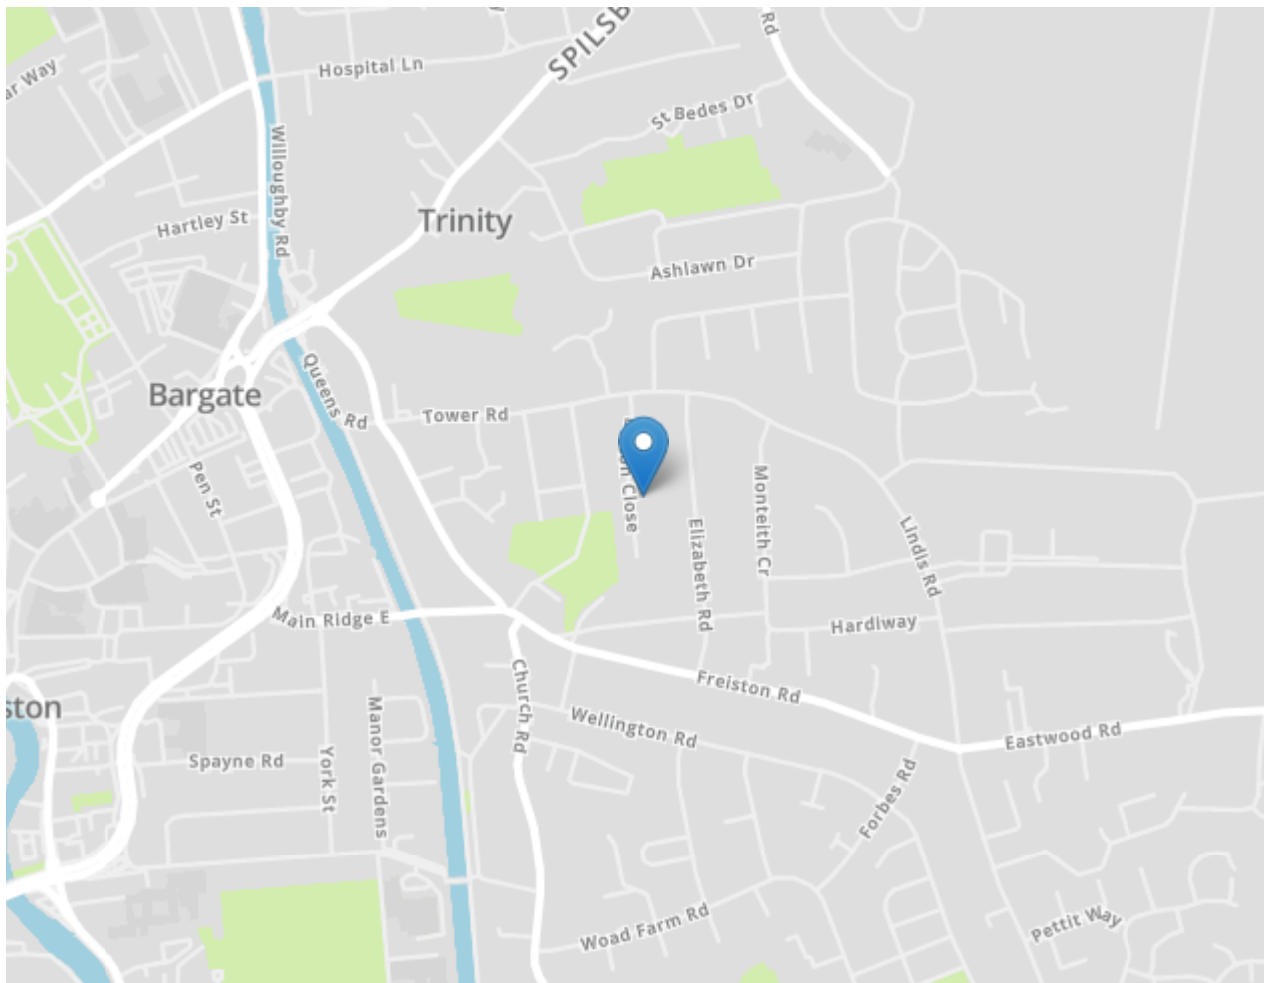 Rd
SPILSB
Hospital Ln
ar Way
St Bedes Dr
Willoughby Rd
Hartley St
Trinity
Ashlawn Dr
Queens Rd
Bargate
Tower Rd
Close
Pen St
Monteith Cr
Elizabeth Rd
Lindis Rd
Main Ridge E
Hardiway
Freiston Rd
Church Rd
ston
Manor Gardens
Wellington Rd
Eastwood Rd
Spayne Rd
York St
Forbes Rd
Woad Farm Rd
Pettit Way